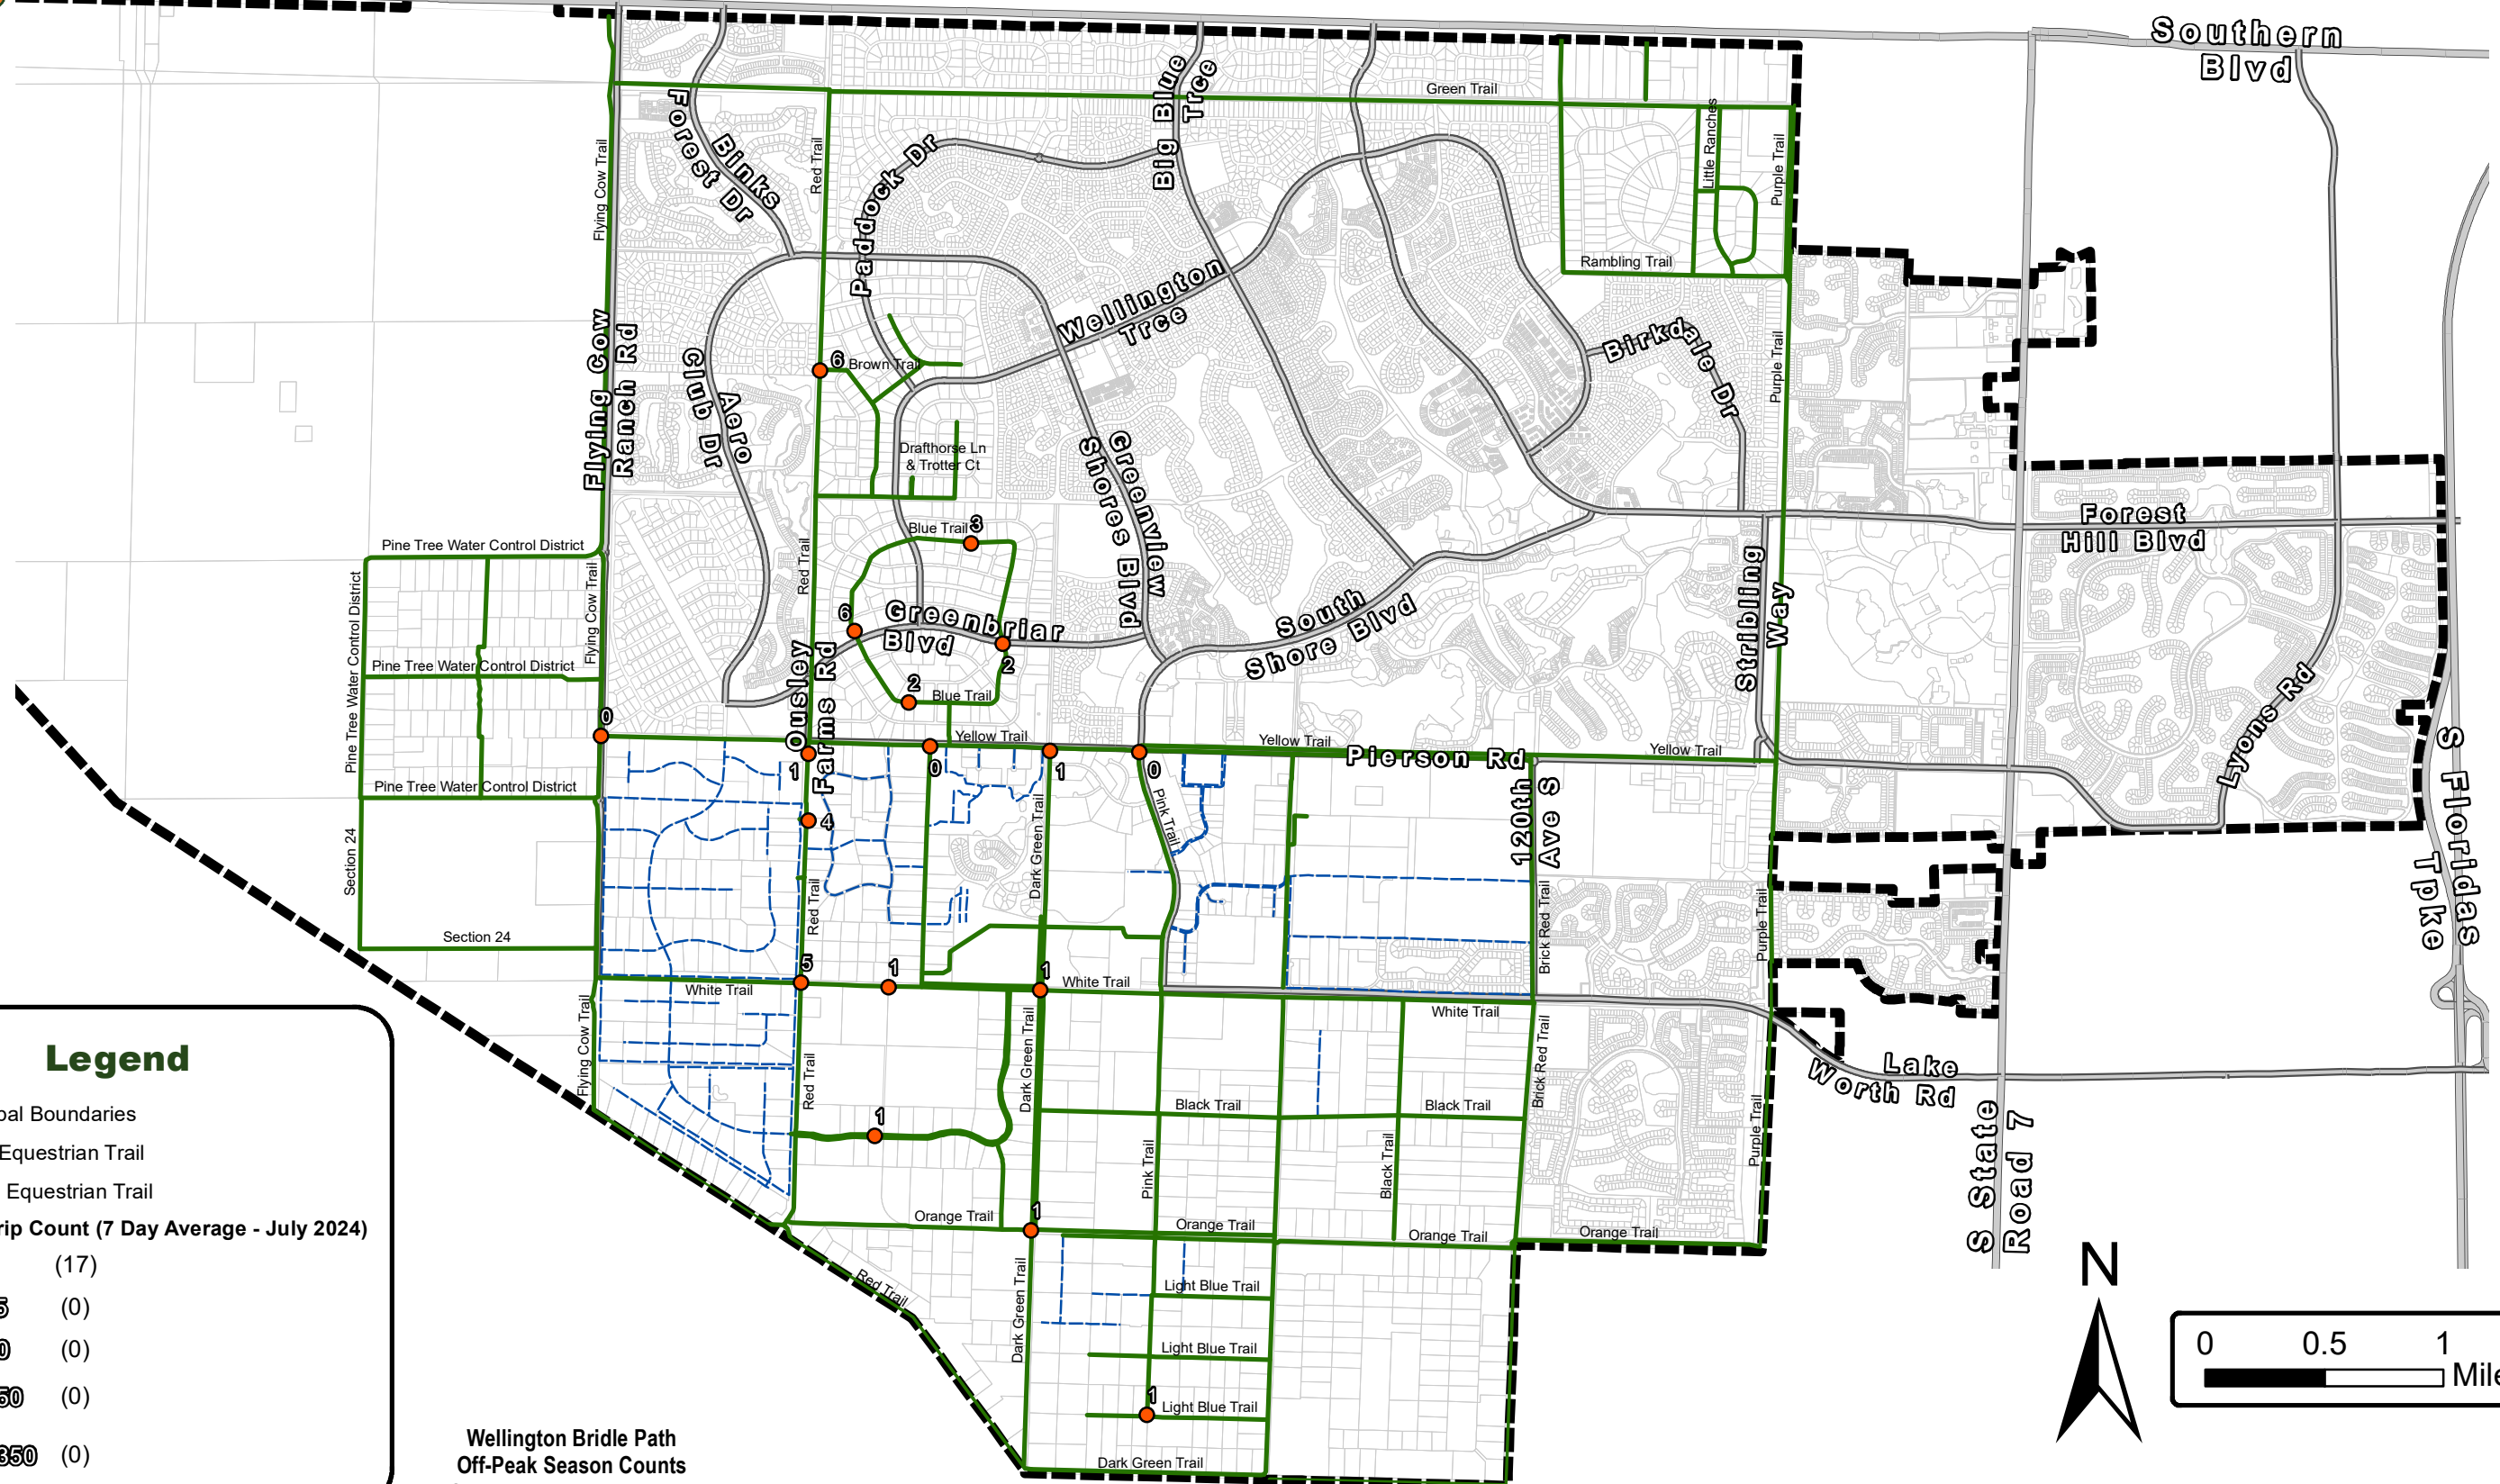 Southern
Blvd
Big Blue
Trce
Green Trail
Forest Dr
Binks
Flying Cow Trail
Red Trail
Paddock Dr
Little Ranches
Purple Trail
Rambling Trail
Wellington
Trce
Flying Cow
Ranch Rd
Aero
Club Dr
6
Brown Trail
Birkdale Dr
Purple Trail
Drafthorse Ln
& Trotter Ct
Greenview
Shores Blvd
Forest
Hill Blvd
Blue Trail
3
Pine Tree Water Control District
Pine Tree Water Control District
Flying Cow Trail
Red Trail
6
Greenbriar
Blvd
2
South
Shore Blvd
Stribling
Way
Pine Tree Water Control District
2
Blue Trail
Ousley
Farms Rd
Lyons Rd
S Floridas
Tpke
0
1
0
Yellow Trail
1
0
Yellow Trail
Pierson Rd
Yellow Trail
Pine Tree Water Control District
4
Pink Trail
Dark Green Trail
120th
Ave S
Section 24
Red Trail
Brick Red Trail
Purple Trail
Section 24
5
1
1
White Trail
White Trail
White Trail
Flying Cow Trail
Red Trail
Dark Green Trail
Brick Red Trail
Lake
Worth Rd
Black Trail
Black Trail
1
Pink Trail
Black Trail
Purple Trail
S State
Road 7
Orange Trail
1
Orange Trail
Orange Trail
Orange Trail
Red Trail
Dark Green Trail
Light Blue Trail
Light Blue Trail
1
Light Blue Trail
Dark Green Trail
Legend
pal Boundaries
Equestrian Trail
Equestrian Trail
rip Count (7 Day Average - July 2024)
(17)
5 (0)
0 (0)
50 (0)
350 (0)
Wellington Bridle Path
Off-Peak Season Counts
N
0 0.5 1
Mile